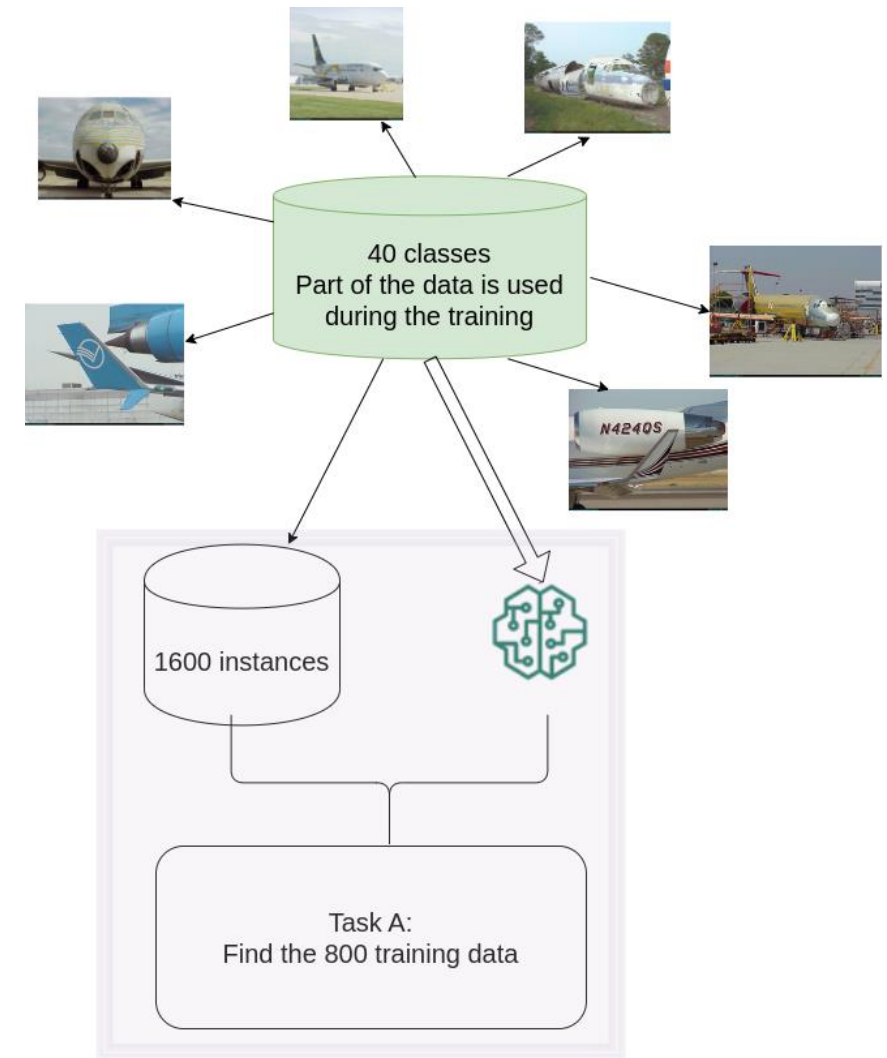 40 classes
Part of the data is used
during the training
N424QS
1600 instances
Task A:
Find the 800 training data